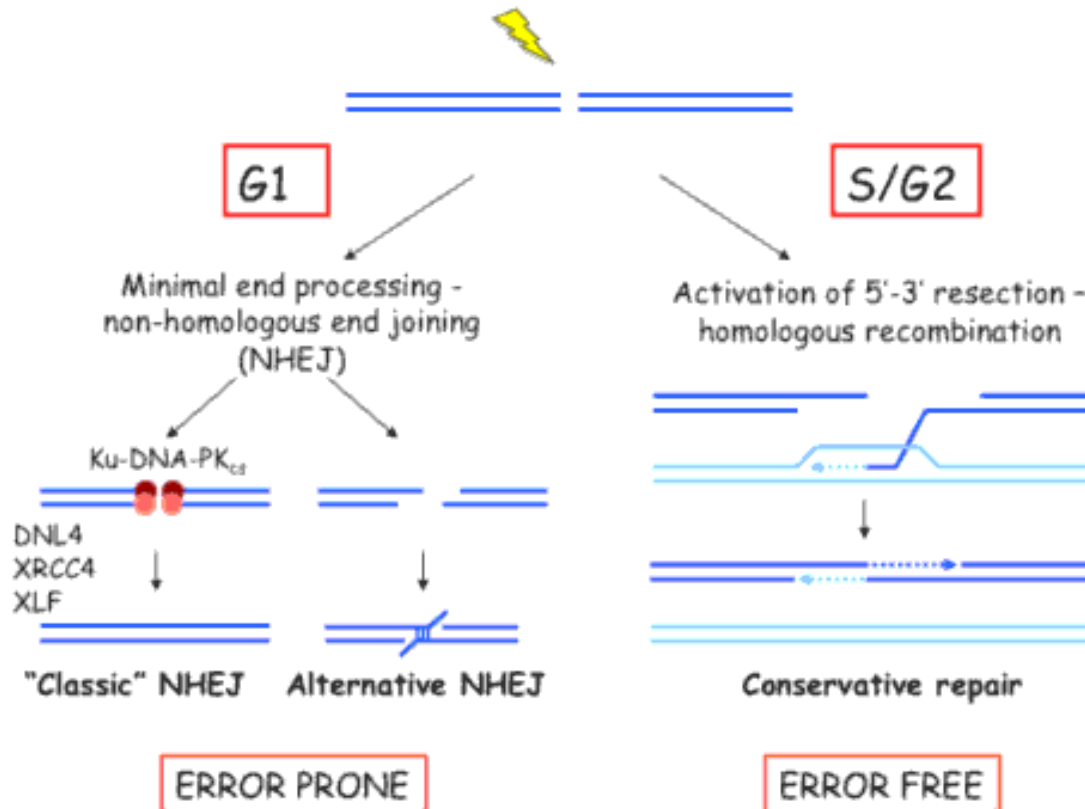 G1
S/G2
Minimal end processing -
non-homologous end joining
(NHEJ)
Activation of 5'-3' resection –
homologous recombination
Ku-DNA-PKcs
DNL4
XRCC4
XLF
"Classic" NHEJ
Alternative NHEJ
Conservative repair
ERROR PRONE
ERROR FREE